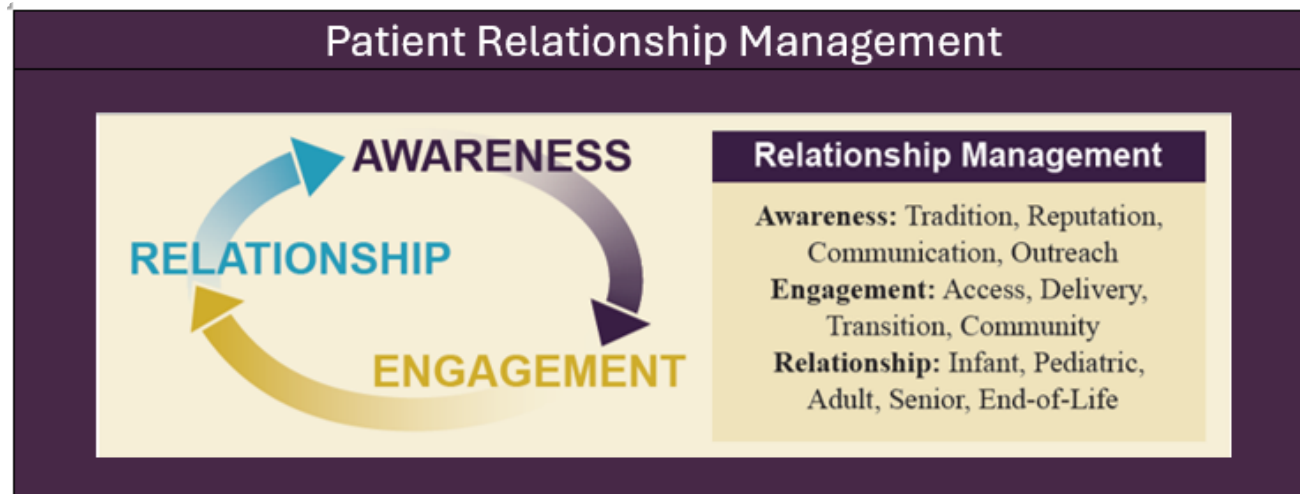 Patient Relationship Management
AWARENESS
RELATIONSHIP
ENGAGEMENT
Relationship Management
Awareness: Tradition, Reputation,
Communication, Outreach
Engagement: Access, Delivery,
Transition, Community
Relationship: Infant, Pediatric,
Adult, Senior, End-of-Life